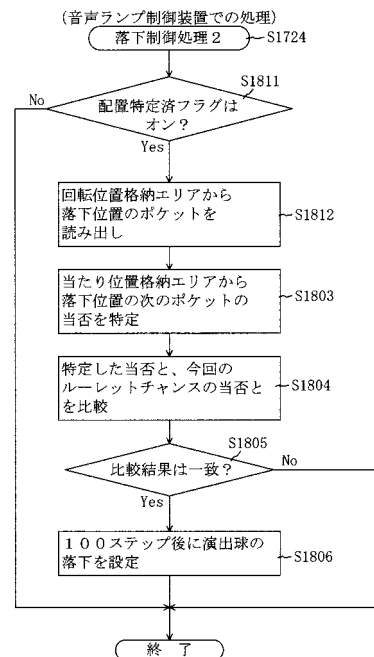 (音声ランプ制御装置での処理)
落下制御処理２
S1724
S1811
配置特定済フラグは
オン？
No
Yes
回転位置格納エリアから
落下位置のポケットを
読み出し
S1812
当たり位置格納エリアから
落下位置の次のポケットの
当否を特定
S1803
特定した当否と、今回の
ルーレットチャンスの当否と
を比較
S1804
S1805
比較結果は一致？
No
Yes
１００ステップ後に演出球の
落下を設定
S1806
終 了